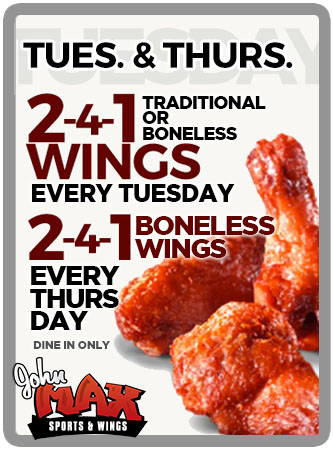 TUESDAY
TUES. & THURS.
2-4-1 TRADITIONAL
OR
BONELESS
WINGS
EVERY TUESDAY
2-4-1 BONELESS
WINGS
EVERY
THURS
DAY
DINE IN ONLY
John
MAX
SPORTS & WINGS